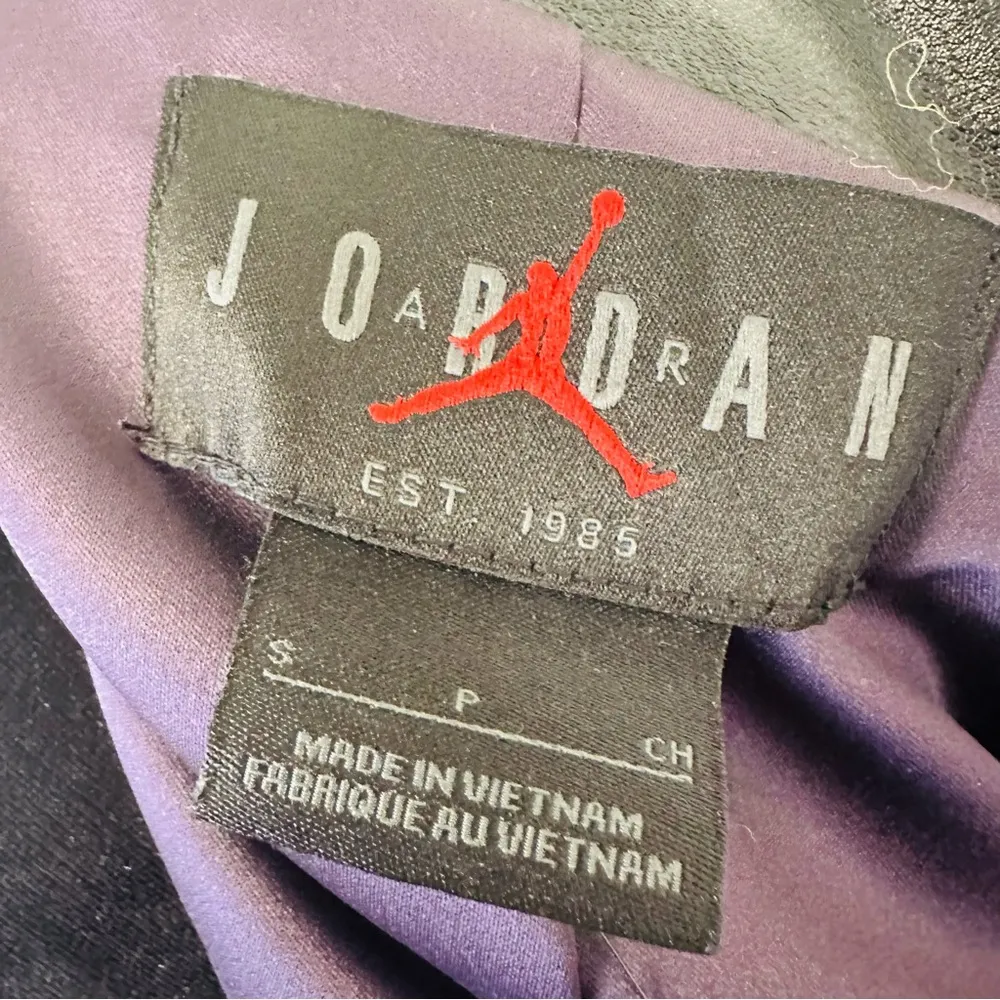 JORDAN
AIR
EST. 1985
S P CH
MADE IN VIETNAM
FABRIQUE AU VIETNAM